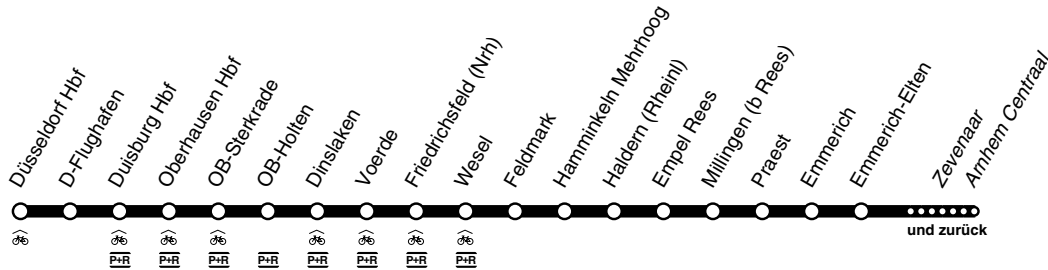 Düsseldorf Hbf
D-Flughafen
Duisburg Hbf
Oberhausen Hbf
OB-Sterkrade
OB-Holten
Dinslaken
Voerde
Friedrichsfeld (Nrh)
Wesel
Feldmark
Hamminkeln Mehrhoog
Haldern (Rheinl)
Empel Rees
Millingen (b Rees)
Praest
Emmerich
Emmerich-Elten
Zevenaar
Arnhem Centraal
und zurück
P+R
P+R
P+R
P+R
P+R
P+R
P+R
P+R